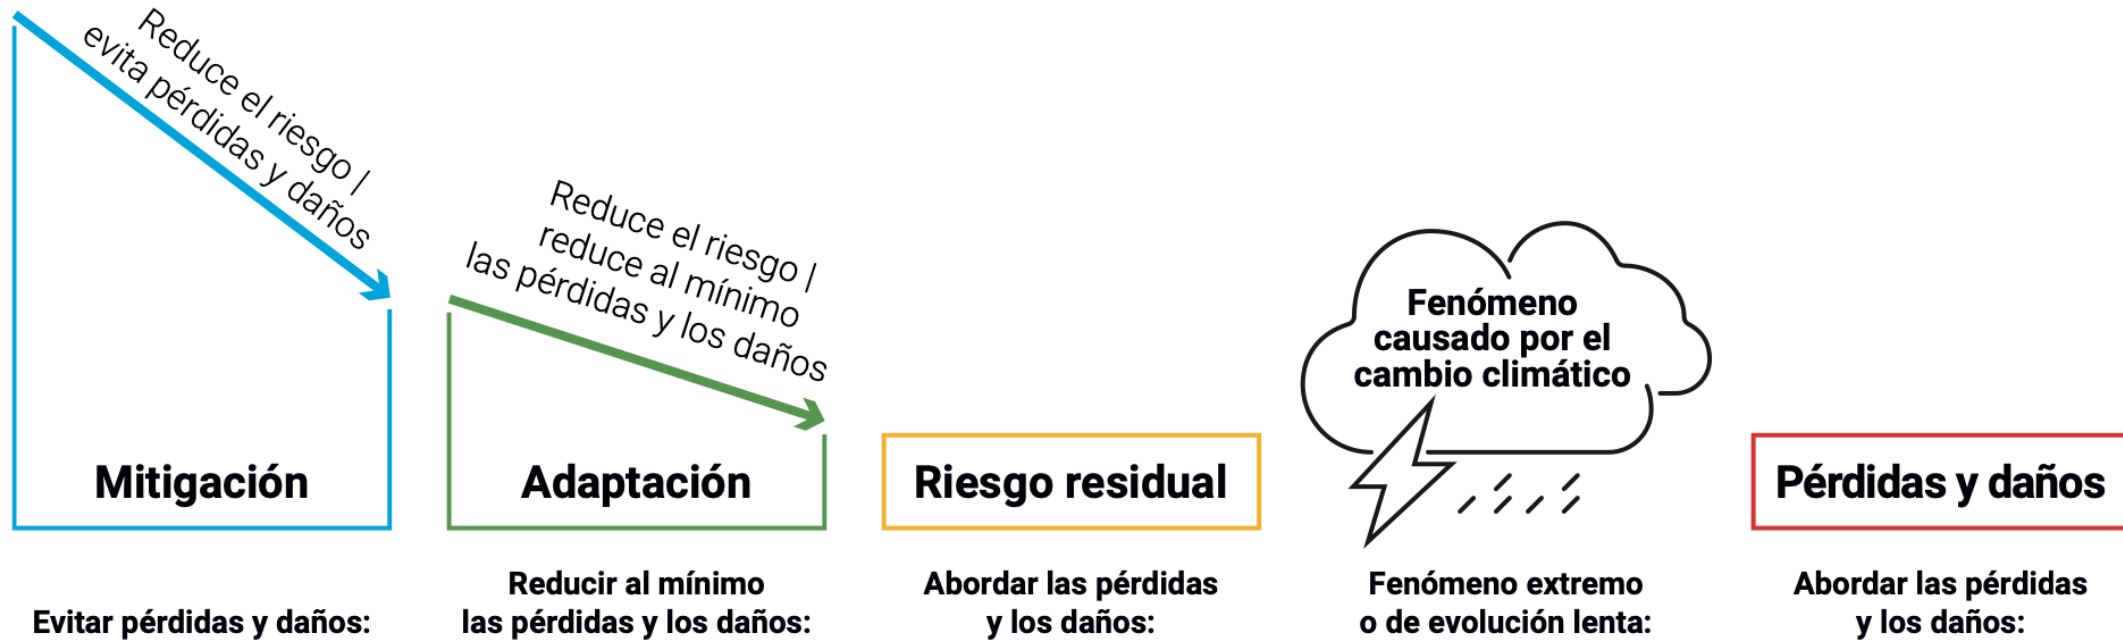 Reduce el riesgo |
evita pérdidas y daños
Mitigación
Evitar pérdidas y daños:
Reduce el riesgo |
reduce al mínimo
las pérdidas y los daños
Adaptación
Reducir al mínimo
las pérdidas y los daños:
Riesgo residual
Abordar las pérdidas
y los daños:
Fenómeno
causado por el
cambio climático
Fenómeno extremo
o de evolución lenta:
Pérdidas y daños
Abordar las pérdidas
y los daños: